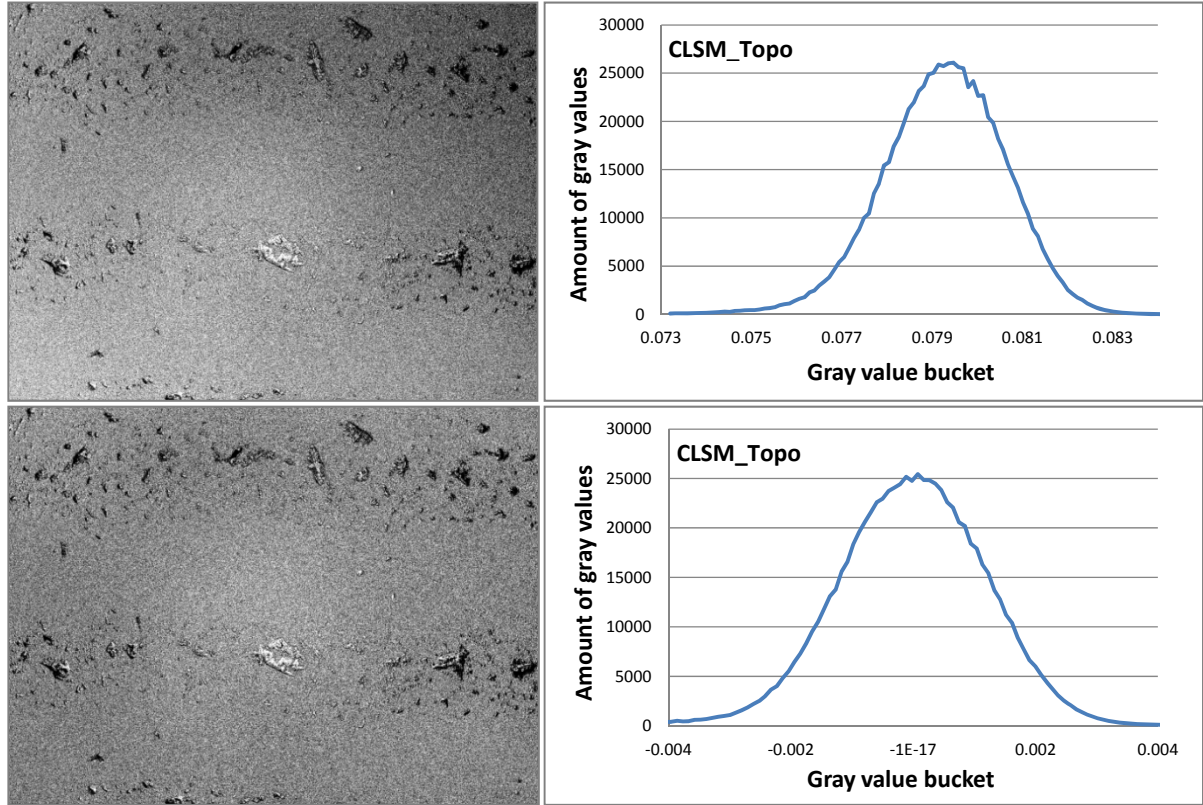 30000
CLSM_Topo
25000
20000
15000
10000
5000
0
Amount of gray values
0.073 0.075 0.077 0.079 0.081 0.083
Gray value bucket
30000
CLSM_Topo
25000
20000
15000
10000
5000
0
Amount of gray values
-0.004 -0.002 -1E-17 0.002 0.004
Gray value bucket